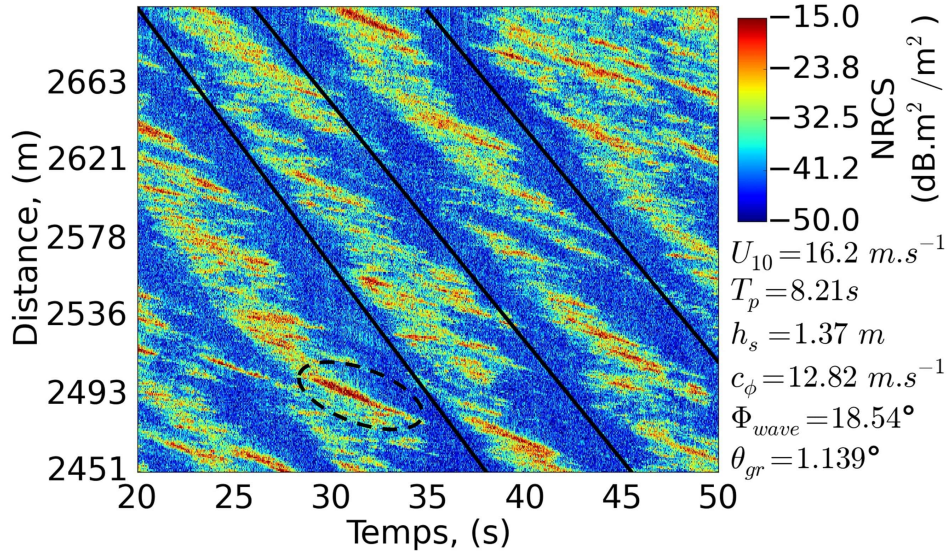 Distance, (m)
2663
2621
2578
2536
2493
2451
20 25 30 35 40 45 50
Temps, (s)
−15.0
−23.8
−32.5
−41.2
−50.0
NRCS
(dB.m² /m²)
U₁₀=16.2 m.s⁻¹
Tₚ=8.21s
hₛ=1.37 m
c_ϕ=12.82 m.s⁻¹
Φ_wave=18.54°
θ_gr=1.139°